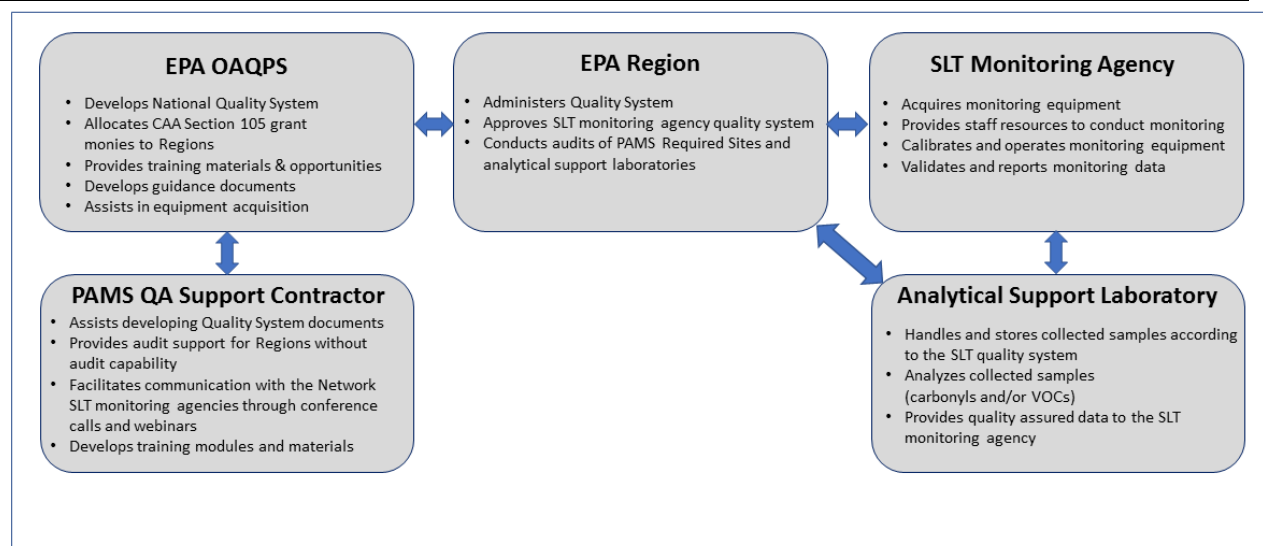 EPA OAQPS
• Develops National Quality System
• Allocates CAA Section 105 grant
monies to Regions
• Provides training materials & opportunities
• Develops guidance documents
• Assists in equipment acquisition
EPA Region
• Administers Quality System
• Approves SLT monitoring agency quality system
• Conducts audits of PAMS Required Sites and
analytical support laboratories
SLT Monitoring Agency
• Acquires monitoring equipment
• Provides staff resources to conduct monitoring
• Calibrates and operates monitoring equipment
• Validates and reports monitoring data
PAMS QA Support Contractor
• Assists developing Quality System documents
• Provides audit support for Regions without
audit capability
• Facilitates communication with the Network
SLT monitoring agencies through conference
calls and webinars
• Develops training modules and materials
Analytical Support Laboratory
• Handles and stores collected samples according
to the SLT quality system
• Analyzes collected samples
(carbonyls and/or VOCs)
• Provides quality assured data to the SLT
monitoring agency